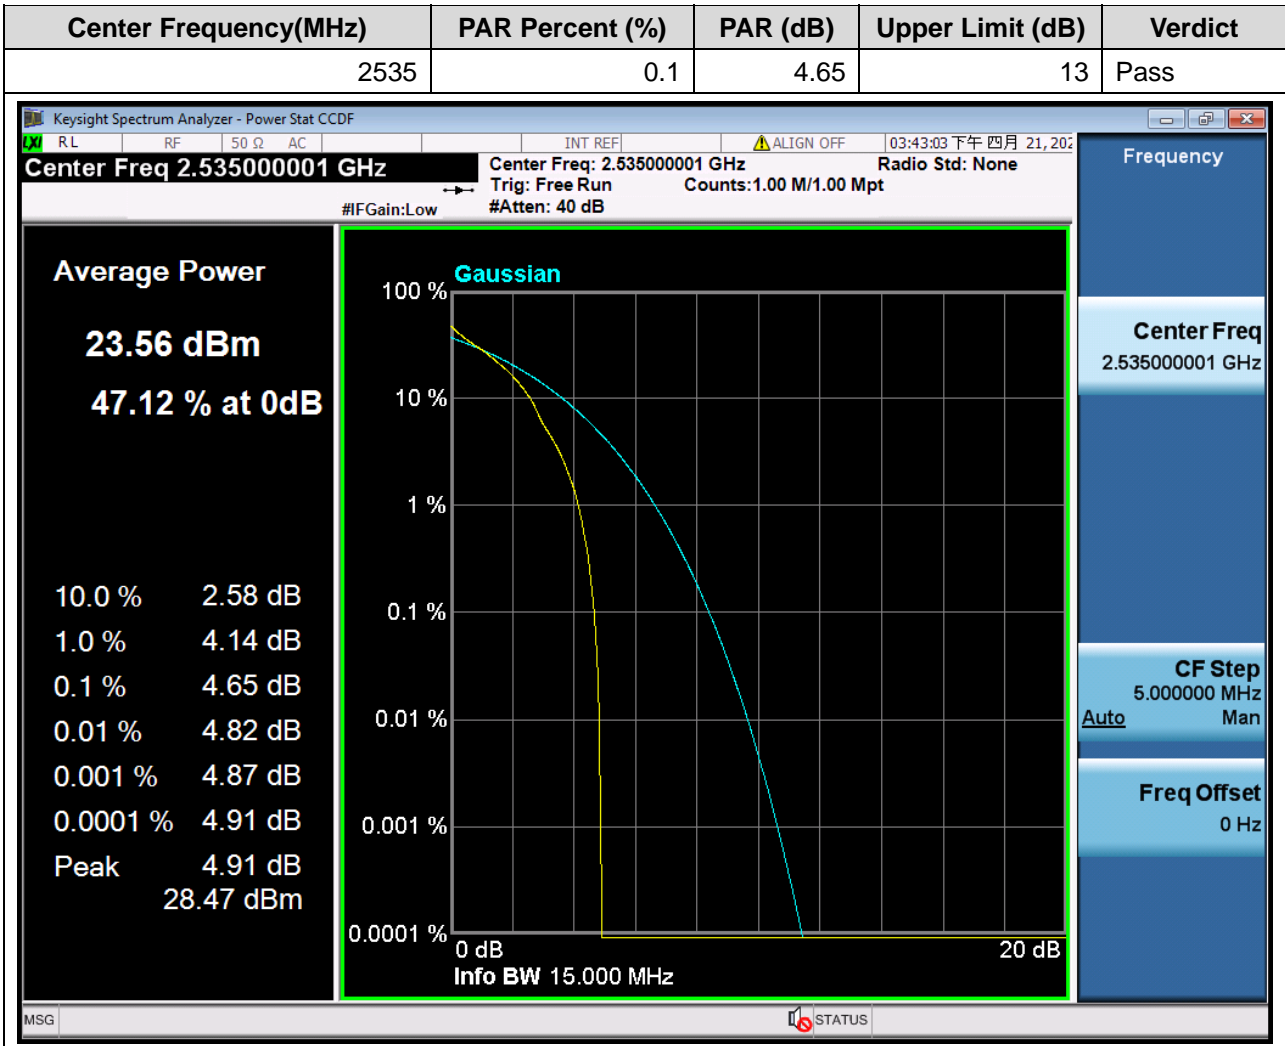 Center Frequency(MHz) PAR Percent (%) PAR (dB) Upper Limit (dB) Verdict
2535 0.1 4.65 13 Pass
Keysight Spectrum Analyzer - Power Stat CCDF
LXI RL RF 50 Ω AC INT REF ALIGN OFF 03:43:03 下午 四月 21, 202
Center Freq 2.535000001 GHz
#IFGain:Low
Center Freq: 2.535000001 GHz Radio Std: None
Trig: Free Run Counts:1.00 M/1.00 Mpt
#Atten: 40 dB
Average Power
23.56 dBm
47.12 % at 0dB
10.0 % 2.58 dB
1.0 % 4.14 dB
0.1 % 4.65 dB
0.01 % 4.82 dB
0.001 % 4.87 dB
0.0001 % 4.91 dB
Peak 4.91 dB
28.47 dBm
Gaussian
100 %
10 %
1 %
0.1 %
0.01 %
0.001 %
0.0001 %
0 dB 20 dB
Info BW 15.000 MHz
Frequency
Center Freq
2.535000001 GHz
CF Step
5.000000 MHz
Auto Man
Freq Offset
0 Hz
MSG STATUS